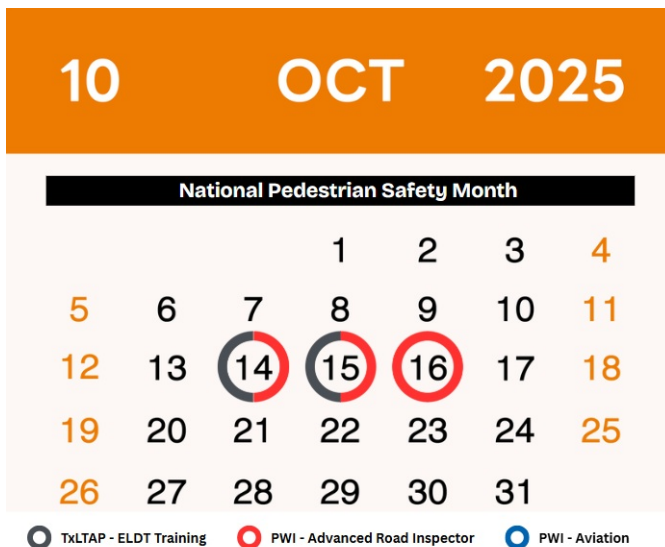 10 OCT 2025
National Pedestrian Safety Month
1 2 3 4
5 6 7 8 9 10 11
12 13 14 15 16 17 18
19 20 21 22 23 24 25
26 27 28 29 30 31
TxLTAP - ELDT Training PWI - Advanced Road Inspector PWI - Aviation